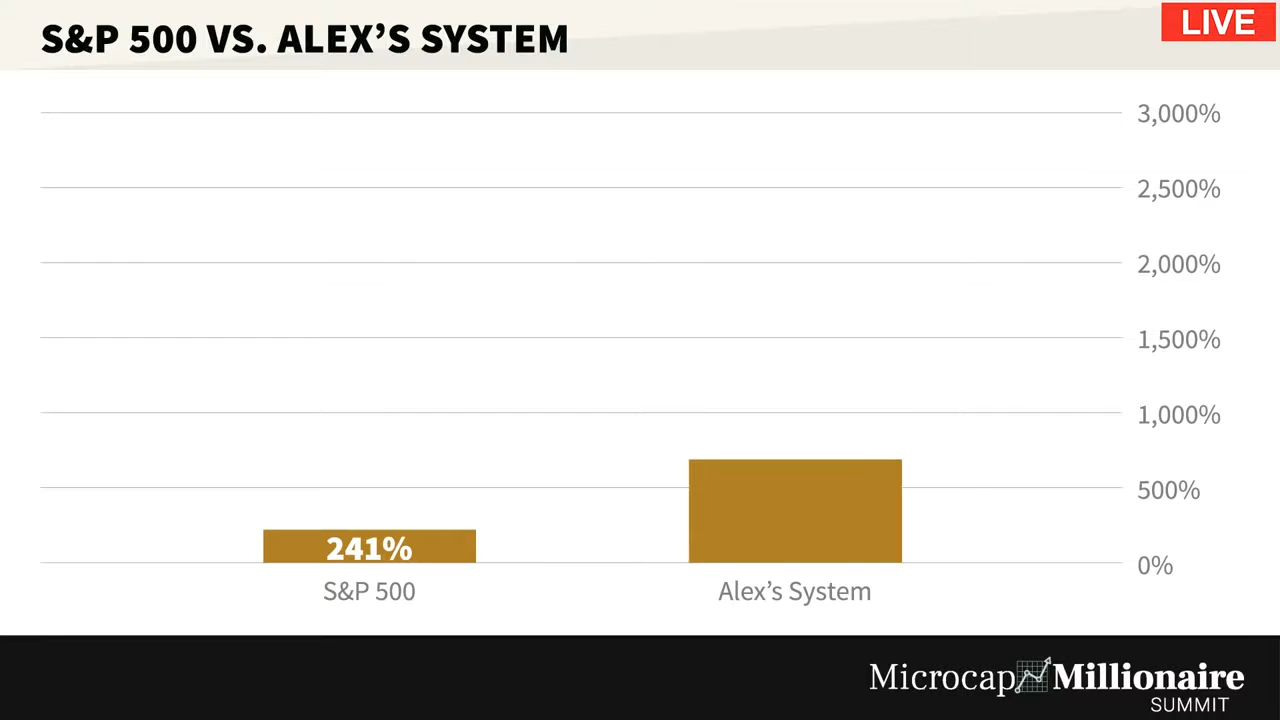 S&P 500 VS. ALEX’S SYSTEM
LIVE
3,000%
2,500%
2,000%
1,500%
1,000%
500%
0%
241%
S&P 500
Alex’s System
Microcap Millionaire
SUMMIT